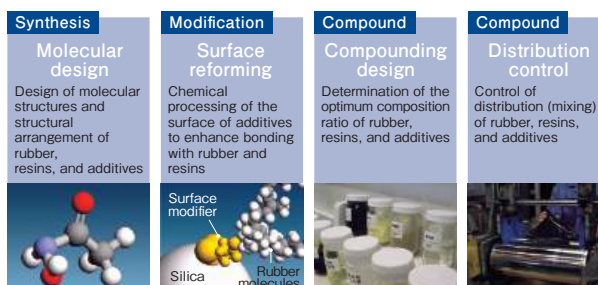 Synthesis
Molecular
design
Design of molecular
structures and
structural
arrangement of
rubber,
resins, and additives
Modification
Surface
reforming
Chemical
processing of the
surface of additives
to enhance bonding
with rubber and
resins
Surface
modifier
Silica
Rubber
molecules
Compound
Compounding
design
Determination of the
optimum composition
ratio of rubber,
resins, and additives
Compound
Distribution
control
Control of
distribution (mixing)
of rubber, resins,
and additives